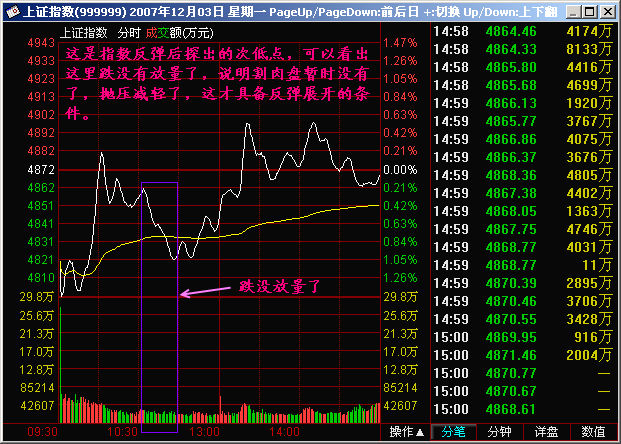 上证指数(999999) 2007年12月03日 星期一 PageUp/PageDown:前后日 +:切换 Up/Down:上下翻
上证指数 分时 成交额(万元)
这是指数反弹后探出的次低点，可以看出
这里跌没有放量了，说明割肉盘暂时没有
了，抛压减轻了，这才具备反弹展开的条
件。
4943 1.47%
4933 1.26%
4923 1.05%
4913 0.84%
4902 0.63%
4892 0.42%
4882 0.21%
4872 0.00%
4862 0.21%
4851 0.42%
4841 0.63%
4831 0.84%
4821 1.05%
4810 1.26%
跌没放量了
29.8万 29.8万
25.6万 25.6万
21.3万 21.3万
17.0万 17.0万
12.8万 12.8万
85214 85214
42607 42607
09:30 10:30 13:00 14:00
14:58 4864.46 4174万
14:58 4864.33 8133万
14:58 4865.80 4416万
14:58 4865.68 4699万
14:59 4866.13 1920万
14:59 4865.77 3767万
14:59 4866.86 4075万
14:59 4866.37 3676万
14:59 4868.36 4805万
14:59 4867.38 4402万
14:59 4868.05 1363万
14:59 4867.75 4746万
14:59 4868.77 4031万
14:59 4868.77 11万
14:59 4870.39 2895万
14:59 4870.46 3706万
14:59 4870.55 3428万
15:00 4869.95 916万
15:00 4871.46 2004万
15:00 4870.77 —
15:00 4870.67 —
15:00 4868.61 —
操作▲ 分笔 分钟 详盘 数值